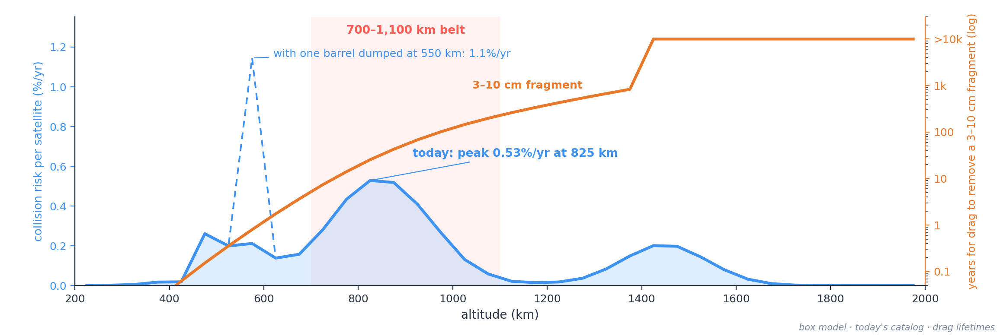 700–1,100 km belt
with one barrel dumped at 550 km: 1.1%/yr
3–10 cm fragment
today: peak 0.53%/yr at 825 km
collision risk per satellite (%/yr)
1.2
1.0
0.8
0.6
0.4
0.2
0.0
>10k
1k
100
10
1
0.1
years for drag to remove a 3–10 cm fragment (log)
200 400 600 800 1000 1200 1400 1600 1800 2000
altitude (km)
box model · today's catalog · drag lifetimes